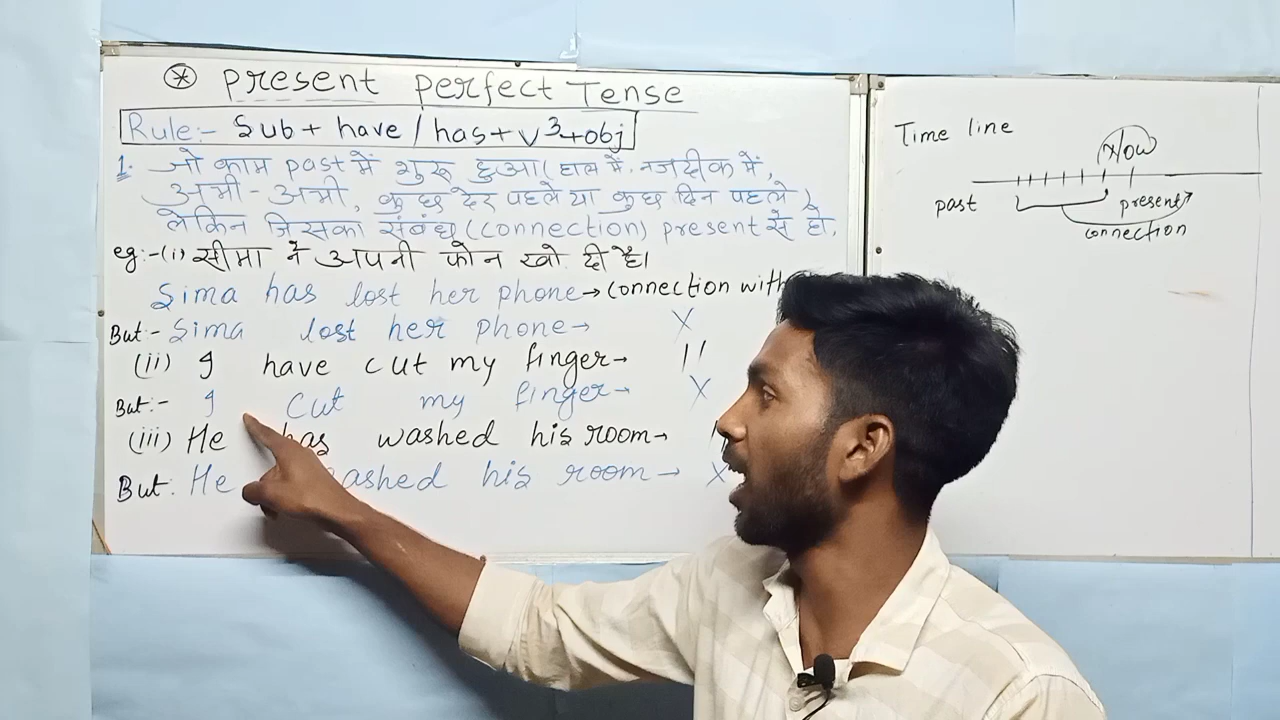 * present perfect Tense
Rule:- Sub + have / has + v3 + obj
1. जो काम past में शुरू हुआ (हाल में, नजदीक में,
अभी - अभी, कुछ देर पहले या कुछ दिन पहले)
लेकिन जिसका संबंध (connection) present से हो.
eg:-(i) सीमा ने अपनी फोन खो दी है।
Sima has lost her phone → connection with
But:- Sima lost her phone → X
(ii) I have cut my finger → "
But:- I cut my finger → X
(iii) He has washed his room →
But: He ashed his room → X
Time line
Now
past present
connection